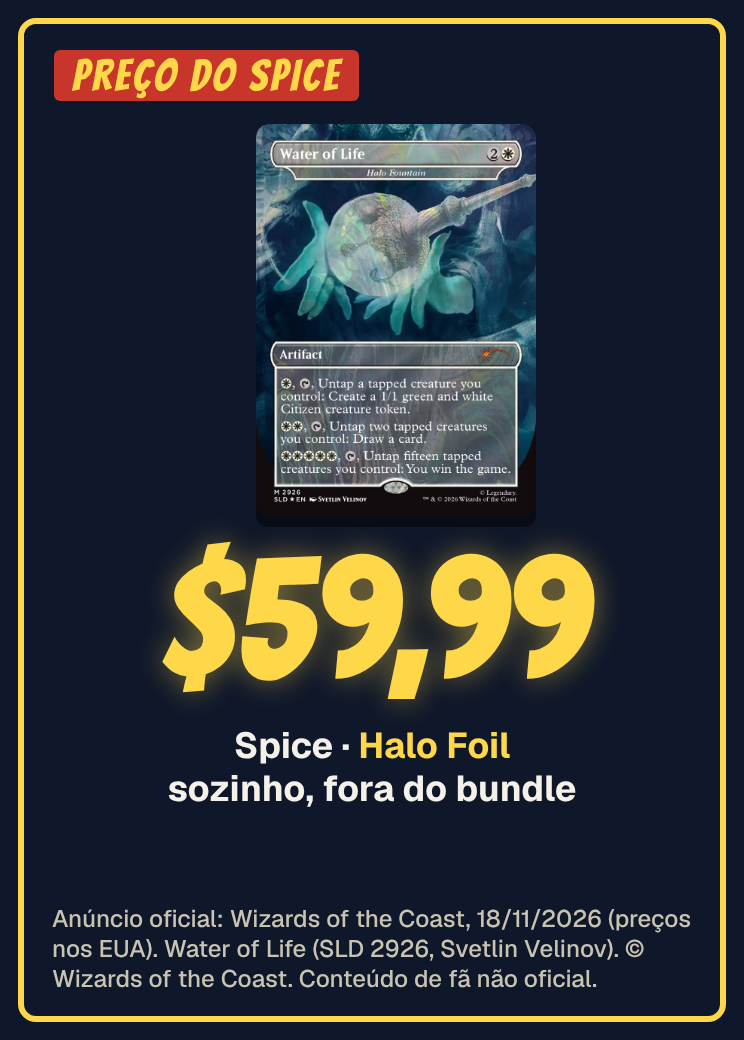 PREÇO DO SPICE
Water of Life 2
Halo Fountain
Artifact
, , Untap a tapped creature you
control: Create a 1/1 green and white
Citizen creature token.
, , Untap two tapped creatures
you control: Draw a card.
, , Untap fifteen tapped
creatures you control: You win the game.
M 2926
SLD ★ EN Svetlin Velinov
© Legendary.
™ & © 2026 Wizards of the Coast
$59,99
Spice · Halo Foil
sozinho, fora do bundle
Anúncio oficial: Wizards of the Coast, 18/11/2026 (preços
nos EUA). Water of Life (SLD 2926, Svetlin Velinov). ©
Wizards of the Coast. Conteúdo de fã não oficial.